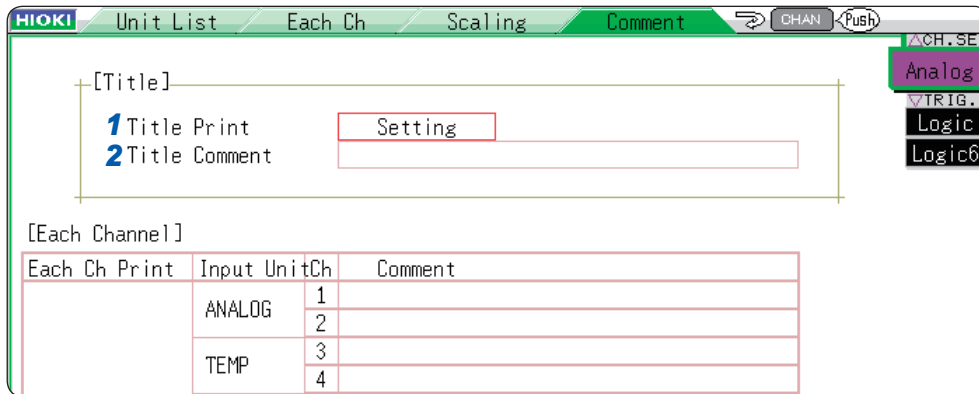 HIOKI Unit List Each Ch Scaling Comment CHAN Push
△CH.SE
Analog
▽TRIG.
Logic
Logic6
[Title]
1 Title Print Setting
2 Title Comment
[Each Channel]
Each Ch Print Input Unit Ch Comment
ANALOG 1
2
TEMP 3
4